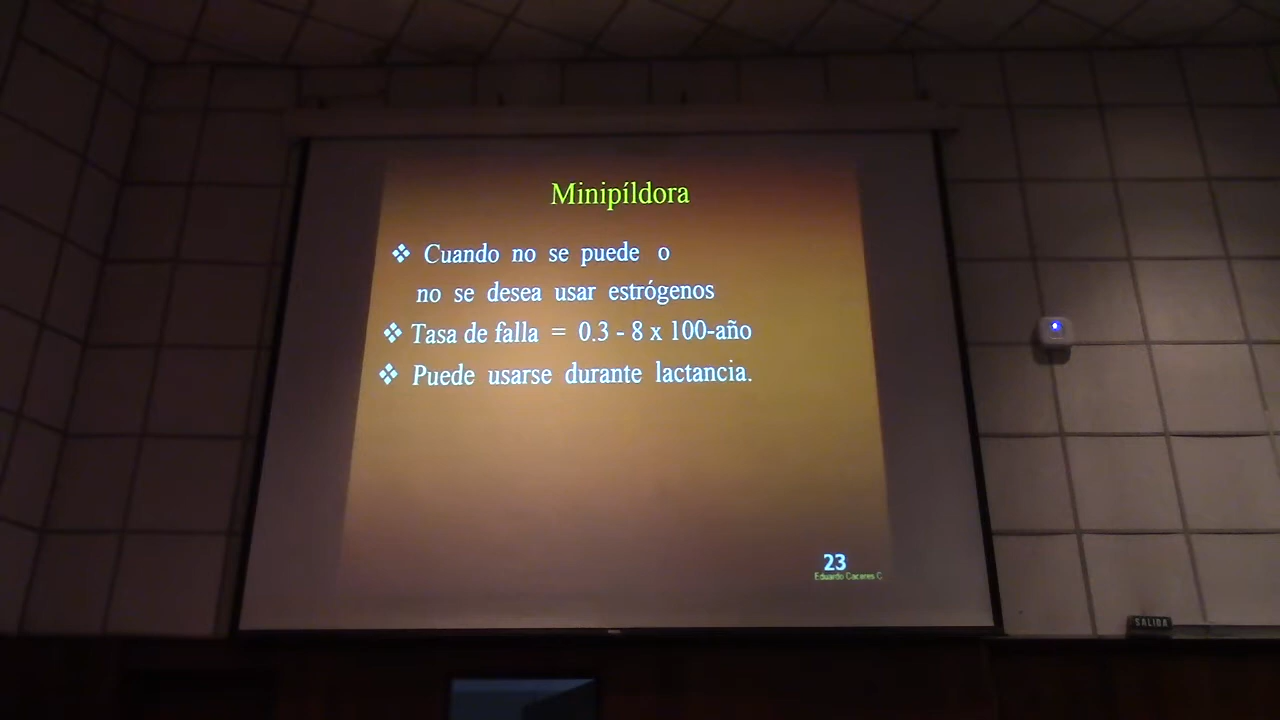 Minipíldora
❖ Cuando no se puede o
no se desea usar estrógenos
❖ Tasa de falla = 0.3 - 8 x 100-año
❖ Puede usarse durante lactancia.
23
Eduardo Caceres C
SALIDA